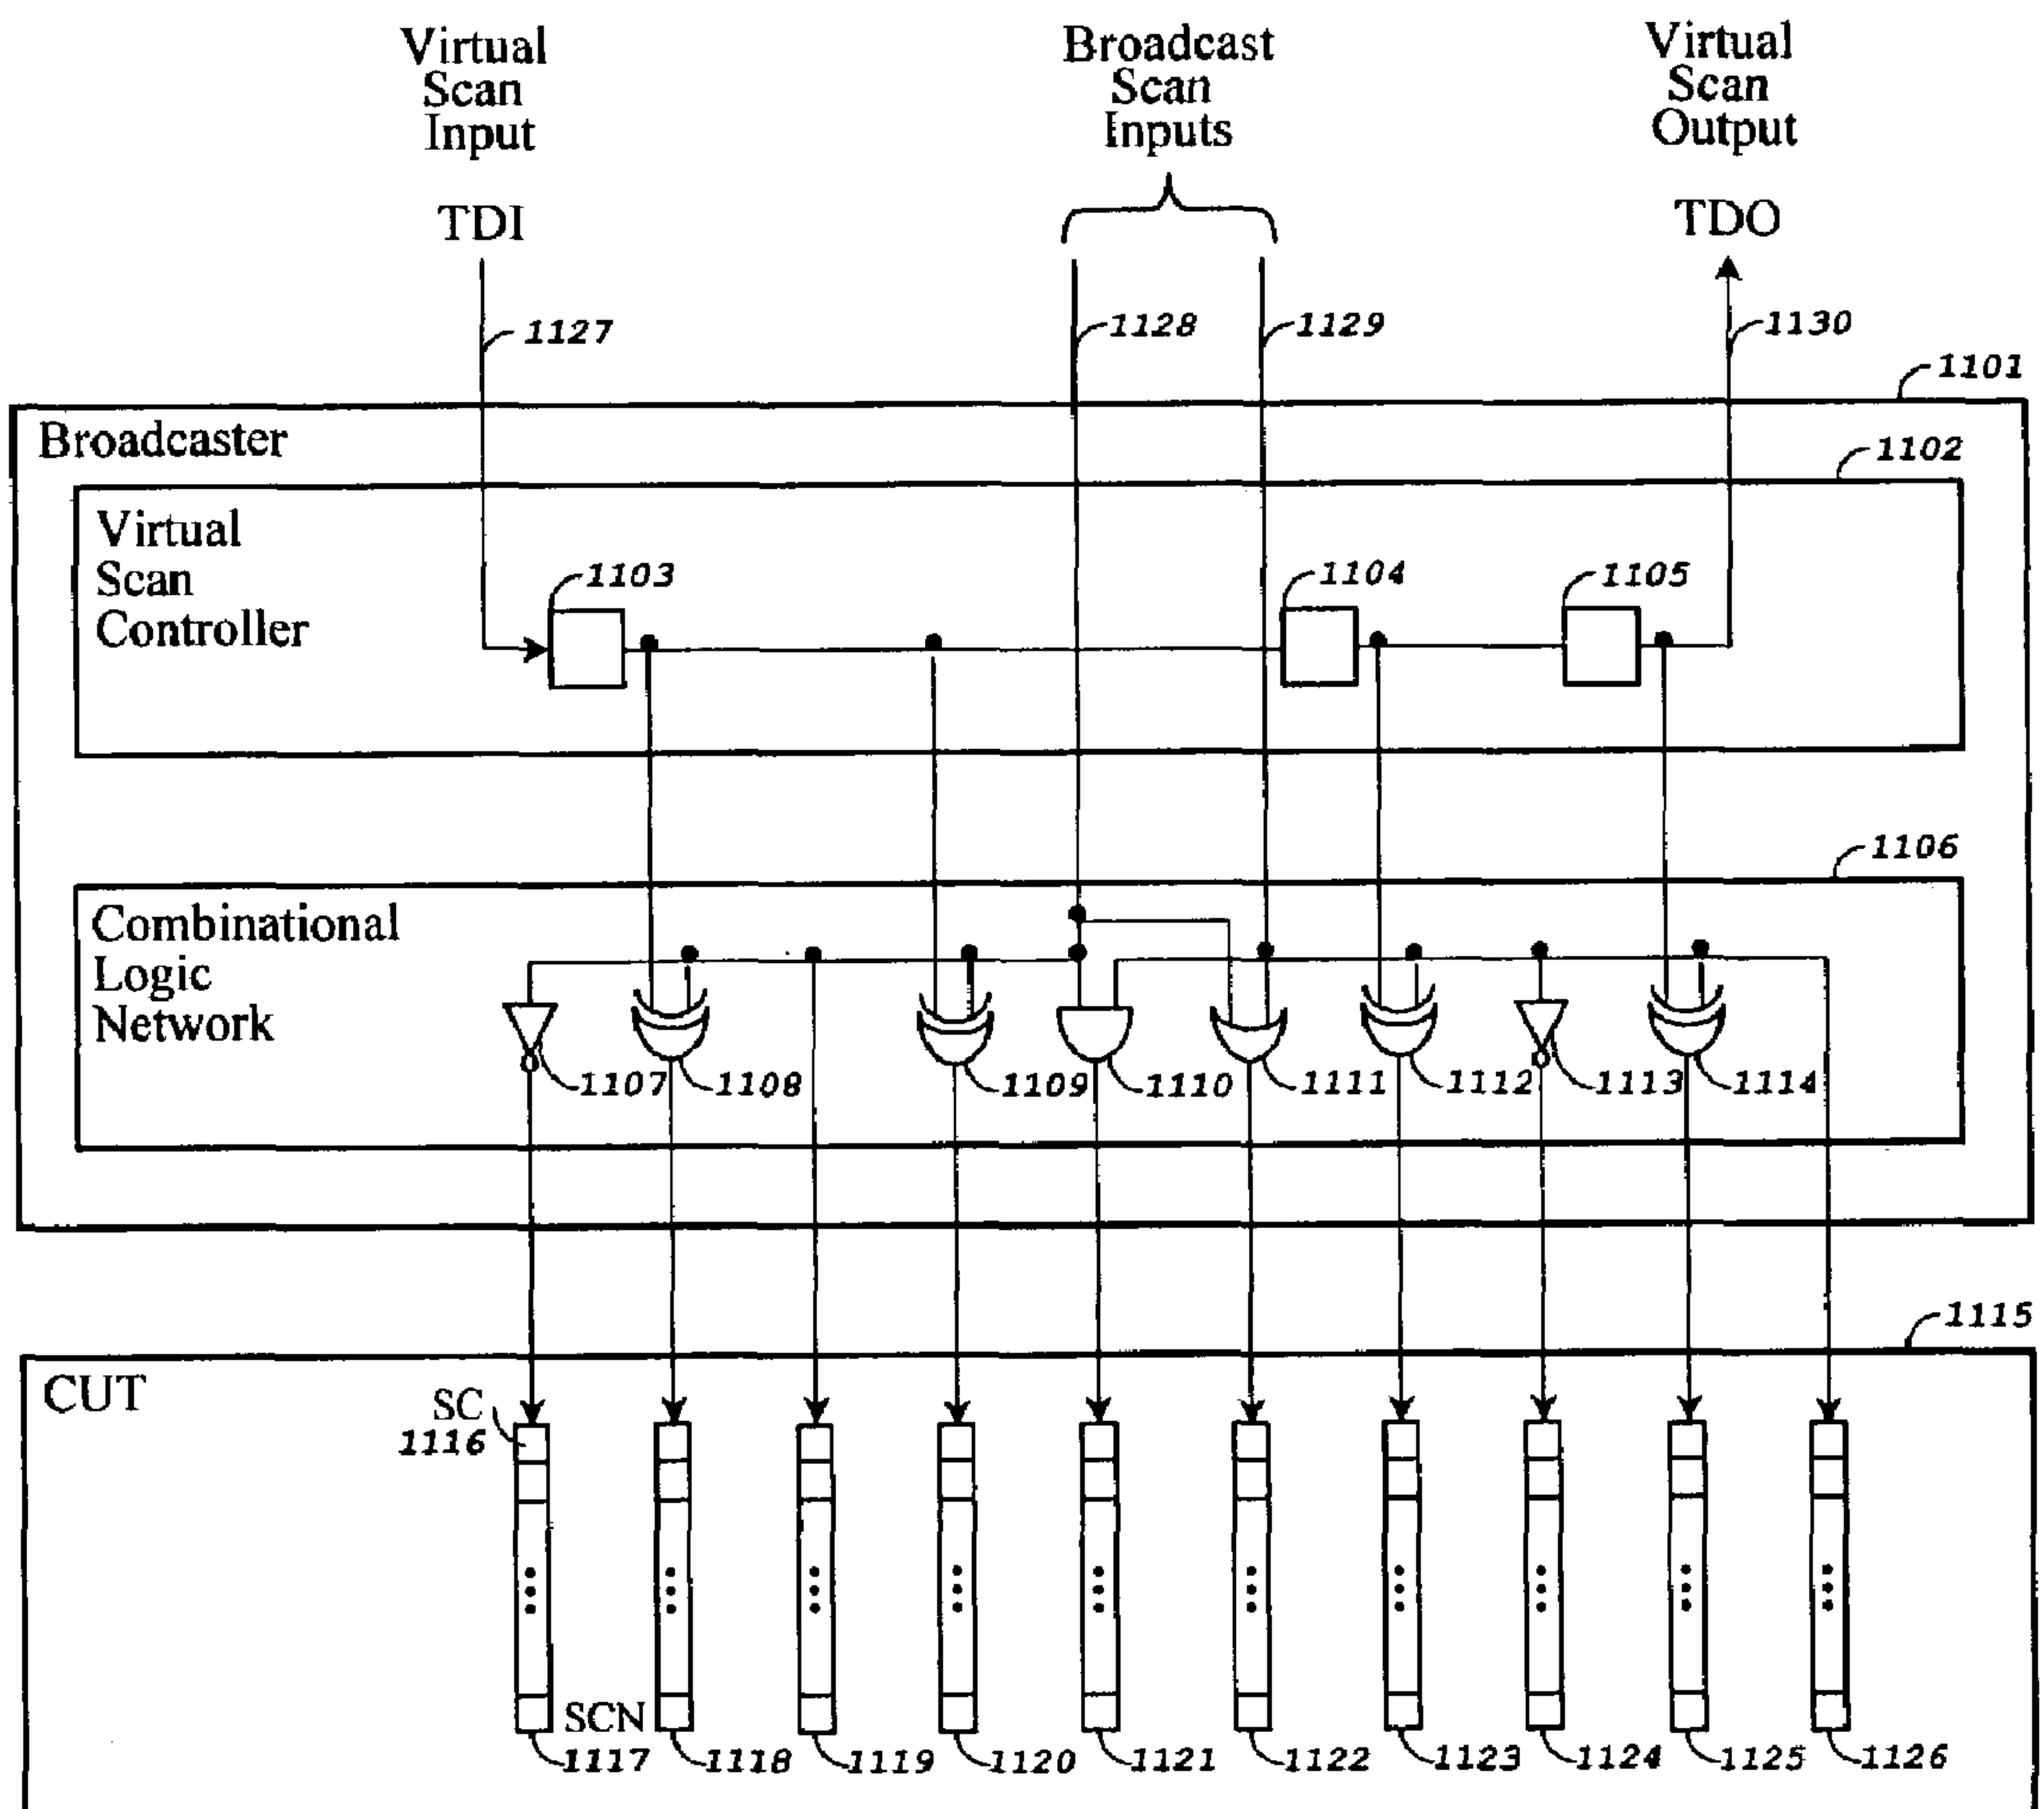 Virtual
Scan
Input
Broadcast
Scan
Inputs
Virtual
Scan
Output
TDI
TDO
1127
1128
1129
1130
1101
Broadcaster
1102
Virtual
Scan
Controller
1103
1104
1105
1106
Combinational
Logic
Network
1107
1108
1109
1110
1111
1112
1113
1114
1115
CUT
SC
1116
SCN
1117
1118
1119
1120
1121
1122
1123
1124
1125
1126